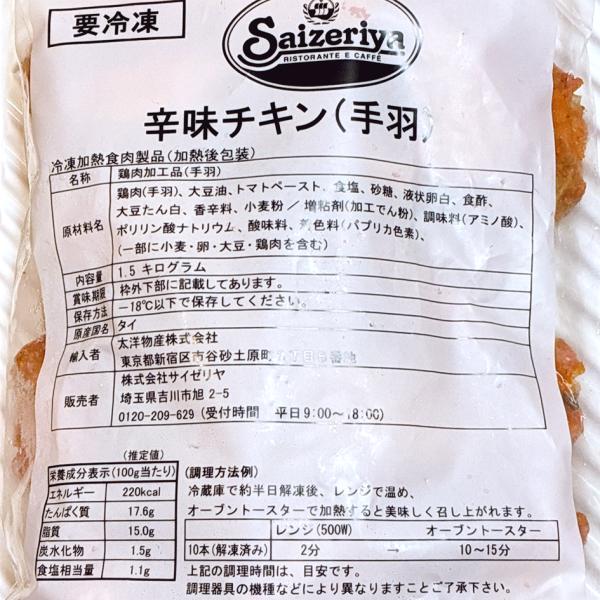 要冷凍
Saizeriya
RISTORANTE E CAFFÈ
辛味チキン(手羽)
冷凍加熱食肉製品(加熱後包装)
名称 鶏肉加工品(手羽)
原材料名 鶏肉(手羽)、大豆油、トマトペースト、食塩、砂糖、液状卵白、食酢、
大豆たん白、香辛料、小麦粉/増粘剤(加工でん粉)、調味料(アミノ酸)、
ポリリン酸ナトリウム、酸味料、着色料(パプリカ色素)、
(一部に小麦・卵・大豆・鶏肉を含む)
内容量 1.5 キログラム
賞味期限 枠外下部に記載してあります。
保存方法 −18℃以下で保存してください。
原産国名 タイ
輸入者 太洋物産株式会社
東京都新宿区市谷砂土原町
販売者 株式会社サイゼリヤ
埼玉県吉川市旭 2-5
0120-209-629 (受付時間 平日9:00〜18:00)
(推定値)
栄養成分表示(100g当たり)
エネルギー 220kcal
たんぱく質 17.6g
脂質 15.0g
炭水化物 1.5g
食塩相当量 1.1g
(調理方法例)
冷蔵庫で約半日解凍後、レンジで温め、
オーブントースターで加熱すると美味しく召し上がれます。
レンジ(500W) オーブントースター
10本(解凍済み) 2分 → 10〜15分
上記の調理時間は、目安です。
調理器具の機種などにより異なりますことご了承下さい。